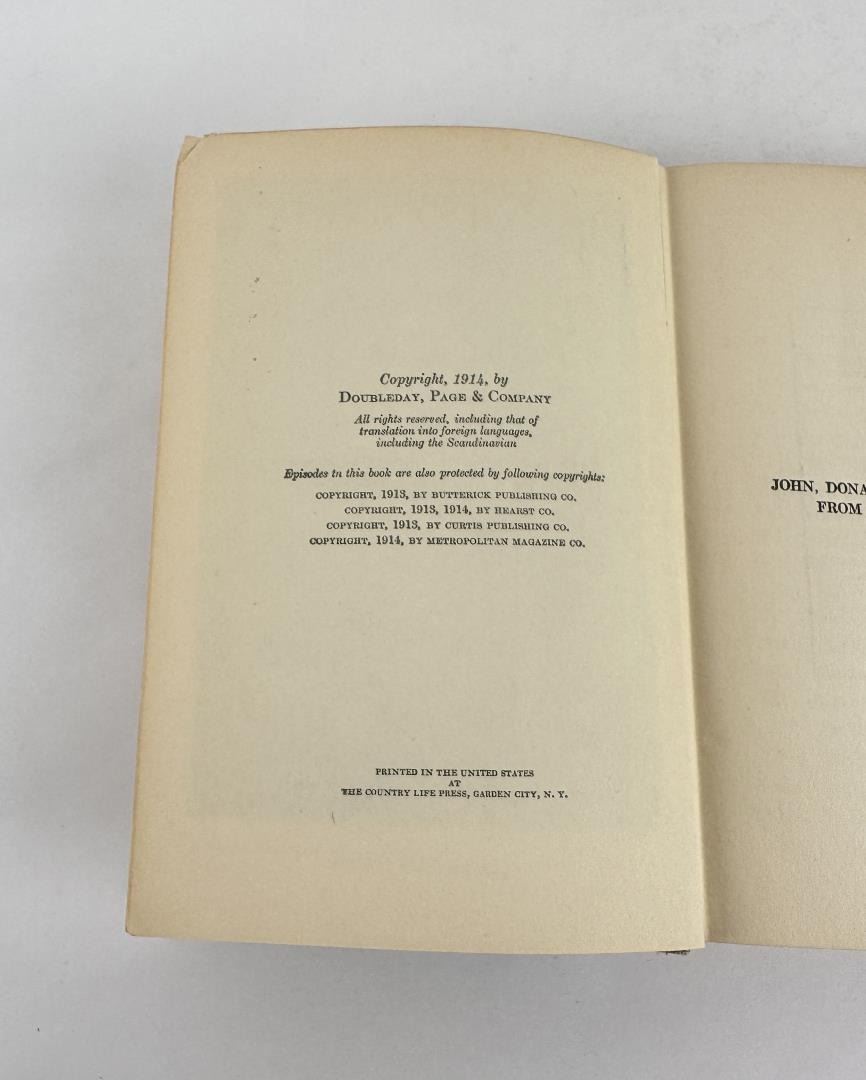 Copyright, 1914, by
DOUBLEDAY, PAGE & COMPANY
All rights reserved, including that of
translation into foreign languages,
including the Scandinavian
Episodes tn this book are also protected by following copyrights:
COPYRIGHT, 1913, BY BUTTERICK PUBLISHING CO.
COPYRIGHT, 1913, 1914, BY HEARST CO.
COPYRIGHT, 1913, BY CURTIS PUBLISHING CO.
COPYRIGHT, 1914, BY METROPOLITAN MAGAZINE CO.
PRINTED IN THE UNITED STATES
AT
THE COUNTRY LIFE PRESS, GARDEN CITY, N. Y.
JOHN, DONA
FROM